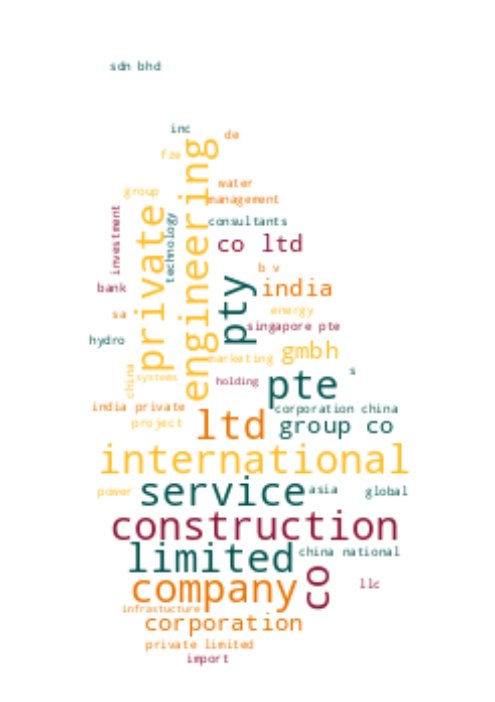 sdn bhd
inc
de
fze
engineering
water
group
management
private
investment
technology
consultants
co ltd
b v
bank
pty
india
sa
energy
singapore pte
hydro
gmbh
marketing
china
systems
holding
pte
s
india private
corporation china
project
ltd
group co
international
power
service
asia
global
construction
limited
china national
company
co
llc
infrastucture
corporation
private limited
import